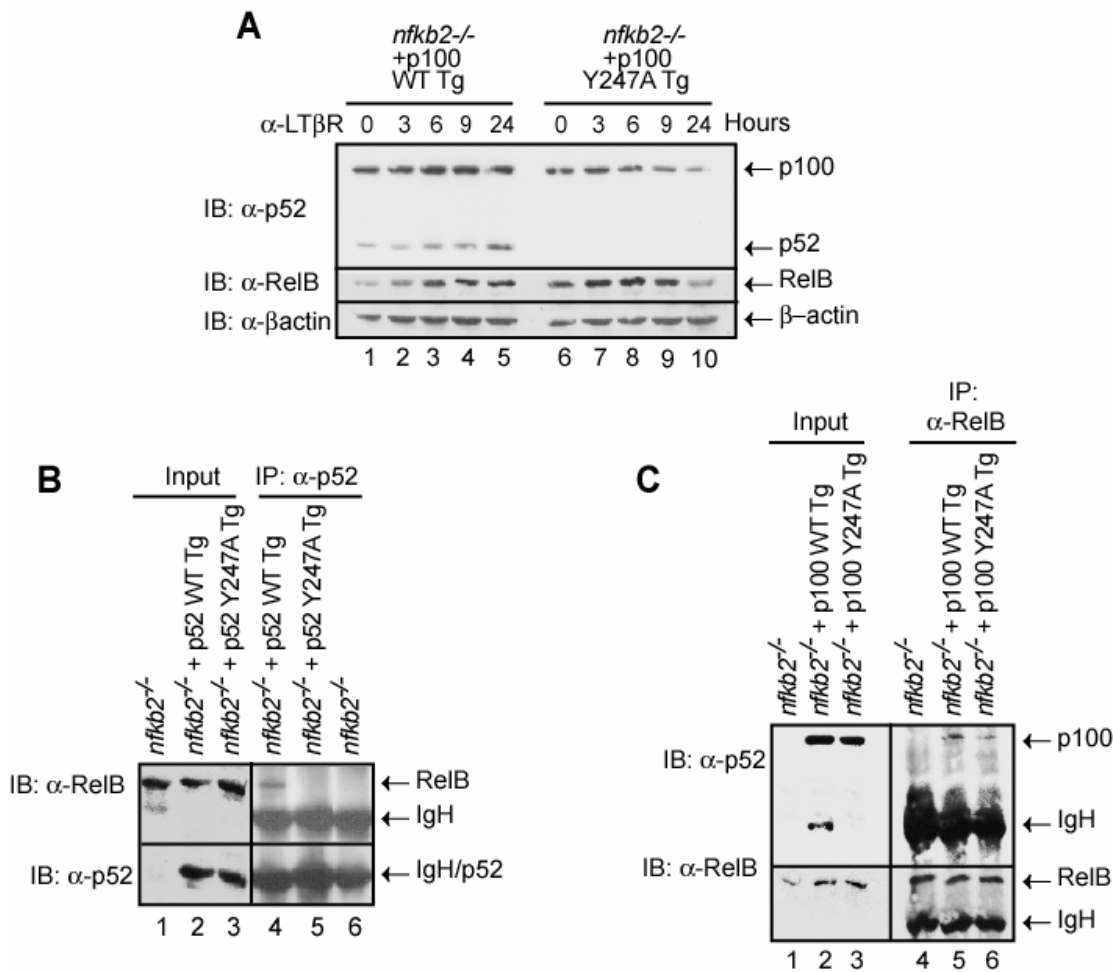 A
nfkb2-/- nfkb2-/-
+p100 +p100
WT Tg Y247A Tg
α-LTβR 0 3 6 9 24 0 3 6 9 24 Hours
← p100
IB: α-p52
← p52
IB: α-RelB ← RelB
IB: α-βactin ← β–actin
1 2 3 4 5 6 7 8 9 10
B
Input IP: α-p52
nfkb2-/-
nfkb2-/- + p52 WT Tg
nfkb2-/- + p52 Y247A Tg
nfkb2-/- + p52 WT Tg
nfkb2-/- + p52 Y247A Tg
nfkb2-/-
IB: α-RelB ← RelB
← IgH
IB: α-p52 ← IgH/p52
1 2 3 4 5 6
C
IP:
Input α-RelB
nfkb2-/-
nfkb2-/- + p100 WT Tg
nfkb2-/- + p100 Y247A Tg
nfkb2-/-
nfkb2-/- + p100 WT Tg
nfkb2-/- + p100 Y247A Tg
IB: α-p52 ← p100
← IgH
IB: α-RelB ← RelB
← IgH
1 2 3 4 5 6